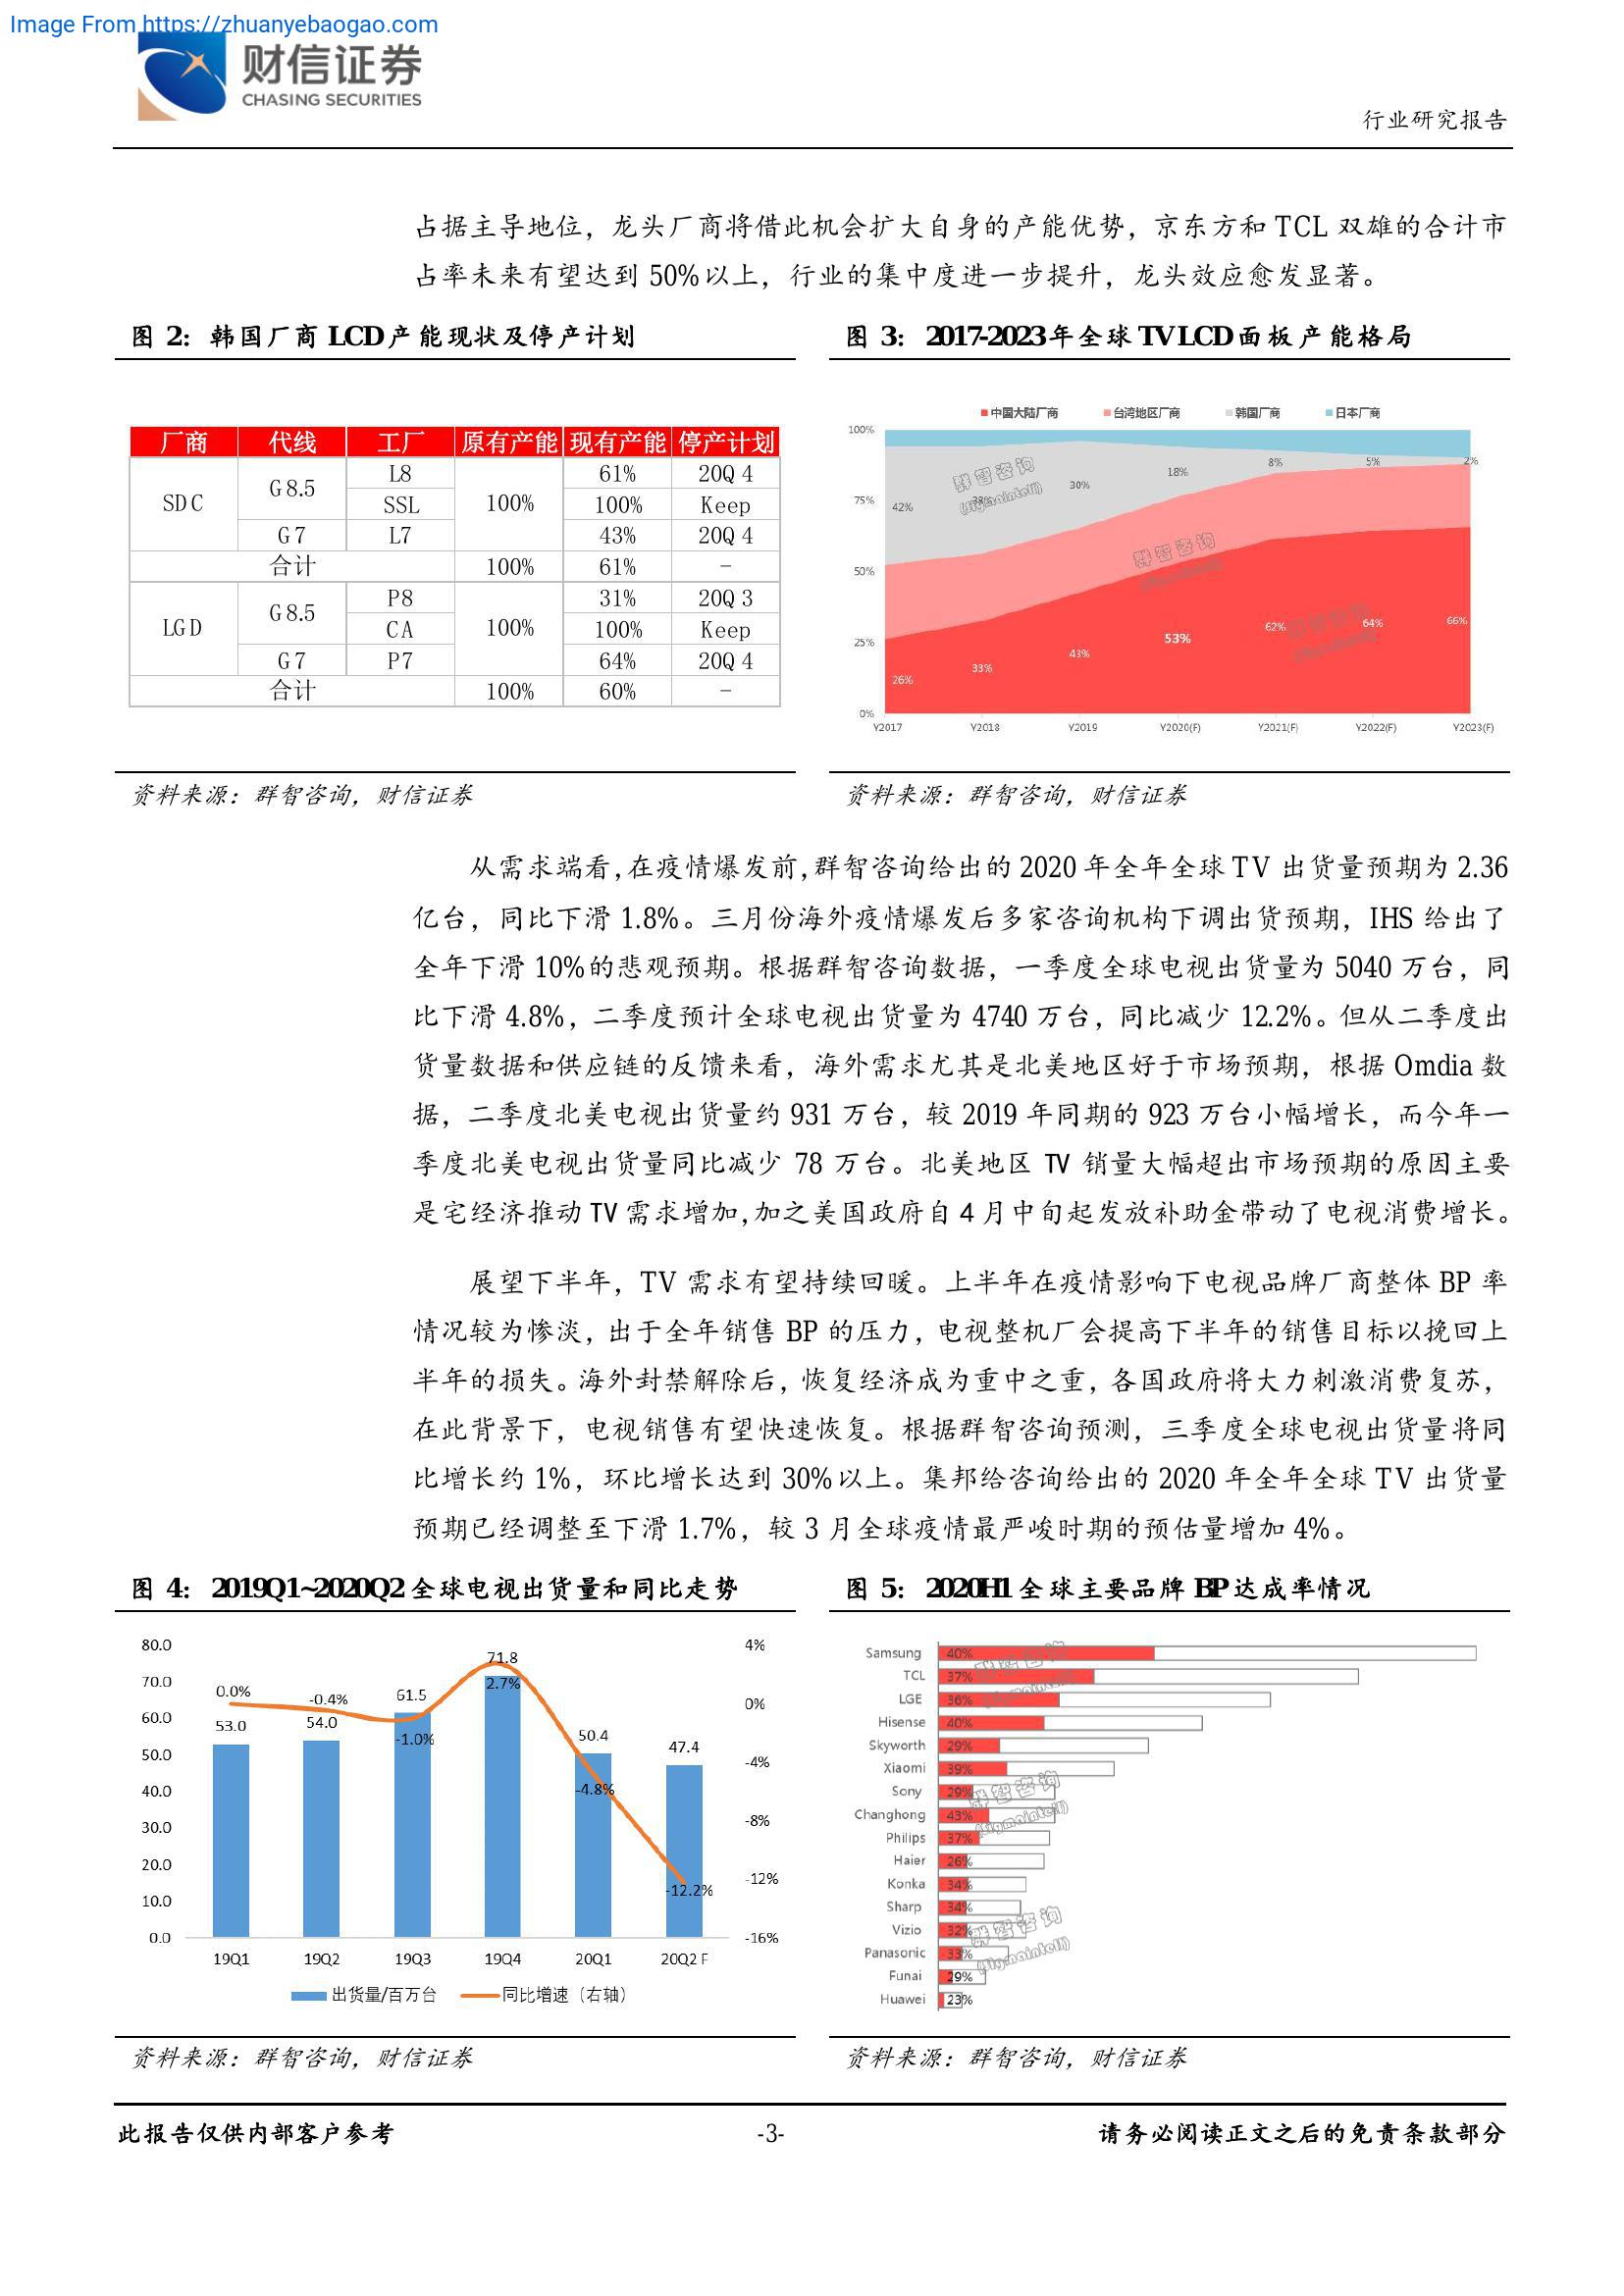 Image From https://zhuanyebaogao.com
财信证券
CHASING SECURITIES
行业研究报告
占据主导地位，龙头厂商将借此机会扩大自身的产能优势，京东方和 TCL 双雄的合计市
占率未来有望达到 50%以上，行业的集中度进一步提升，龙头效应愈发显著。
图 2：韩国厂商 LCD 产能现状及停产计划
厂商 代线 工厂 原有产能 现有产能 停产计划
SDC G8.5 L8 100% 61% 20Q4
SSL 100% Keep
G7 L7 43% 20Q4
合计 100% 61% -
LGD G8.5 P8 100% 31% 20Q3
CA 100% Keep
G7 P7 64% 20Q4
合计 100% 60% -
资料来源：群智咨询，财信证券
图 3：2017-2023 年全球 TV LCD 面板产能格局
中国大陆厂商 台湾地区厂商 韩国厂商 日本厂商
100%
75%
50%
25%
0%
42% 38% 30% 18% 8% 5% 2%
26% 33% 43% 53% 62% 64% 66%
群智咨询
(Sigmaintell)
群智咨询
Y2017 Y2018 Y2019 Y2020(F) Y2021(F) Y2022(F) Y2023(F)
资料来源：群智咨询，财信证券
从需求端看,在疫情爆发前,群智咨询给出的 2020 年全年全球 TV 出货量预期为 2.36
亿台，同比下滑 1.8%。三月份海外疫情爆发后多家咨询机构下调出货预期，IHS 给出了
全年下滑 10%的悲观预期。根据群智咨询数据，一季度全球电视出货量为 5040 万台，同
比下滑 4.8%，二季度预计全球电视出货量为 4740 万台，同比减少 12.2%。但从二季度出
货量数据和供应链的反馈来看，海外需求尤其是北美地区好于市场预期，根据 Omdia 数
据，二季度北美电视出货量约 931 万台，较 2019 年同期的 923 万台小幅增长，而今年一
季度北美电视出货量同比减少 78 万台。北美地区 TV 销量大幅超出市场预期的原因主要
是宅经济推动 TV 需求增加,加之美国政府自 4 月中旬起发放补助金带动了电视消费增长。
展望下半年，TV 需求有望持续回暖。上半年在疫情影响下电视品牌厂商整体 BP 率
情况较为惨淡，出于全年销售 BP 的压力，电视整机厂会提高下半年的销售目标以挽回上
半年的损失。海外封禁解除后，恢复经济成为重中之重，各国政府将大力刺激消费复苏，
在此背景下，电视销售有望快速恢复。根据群智咨询预测，三季度全球电视出货量将同
比增长约 1%，环比增长达到 30%以上。集邦给咨询给出的 2020 年全年全球 TV 出货量
预期已经调整至下滑 1.7%，较 3 月全球疫情最严峻时期的预估量增加 4%。
图 4：2019Q1~2020Q2 全球电视出货量和同比走势
80.0
70.0
60.0
50.0
40.0
30.0
20.0
10.0
0.0
4%
0%
-4%
-8%
-12%
-16%
53.0 54.0 61.5 71.8 50.4 47.4
0.0% -0.4% -1.0% 2.7% -4.8% -12.2%
19Q1 19Q2 19Q3 19Q4 20Q1 20Q2 F
出货量/百万台 同比增速（右轴）
资料来源：群智咨询，财信证券
图 5：2020H1 全球主要品牌 BP 达成率情况
Samsung 40%
TCL 37%
LGE 36%
Hisense 40%
Skyworth 29%
Xiaomi 39%
Sony 29%
Changhong 43%
Philips 37%
Haier 26%
Konka 34%
Sharp 34%
Vizio 32%
Panasonic 33%
Funai 29%
Huawei 23%
群智咨询
(Sigmaintell)
群智咨询
(Sigmaintell)
群智咨询
(Sigmaintell)
资料来源：群智咨询，财信证券
此报告仅供内部客户参考
-3-
请务必阅读正文之后的免责条款部分